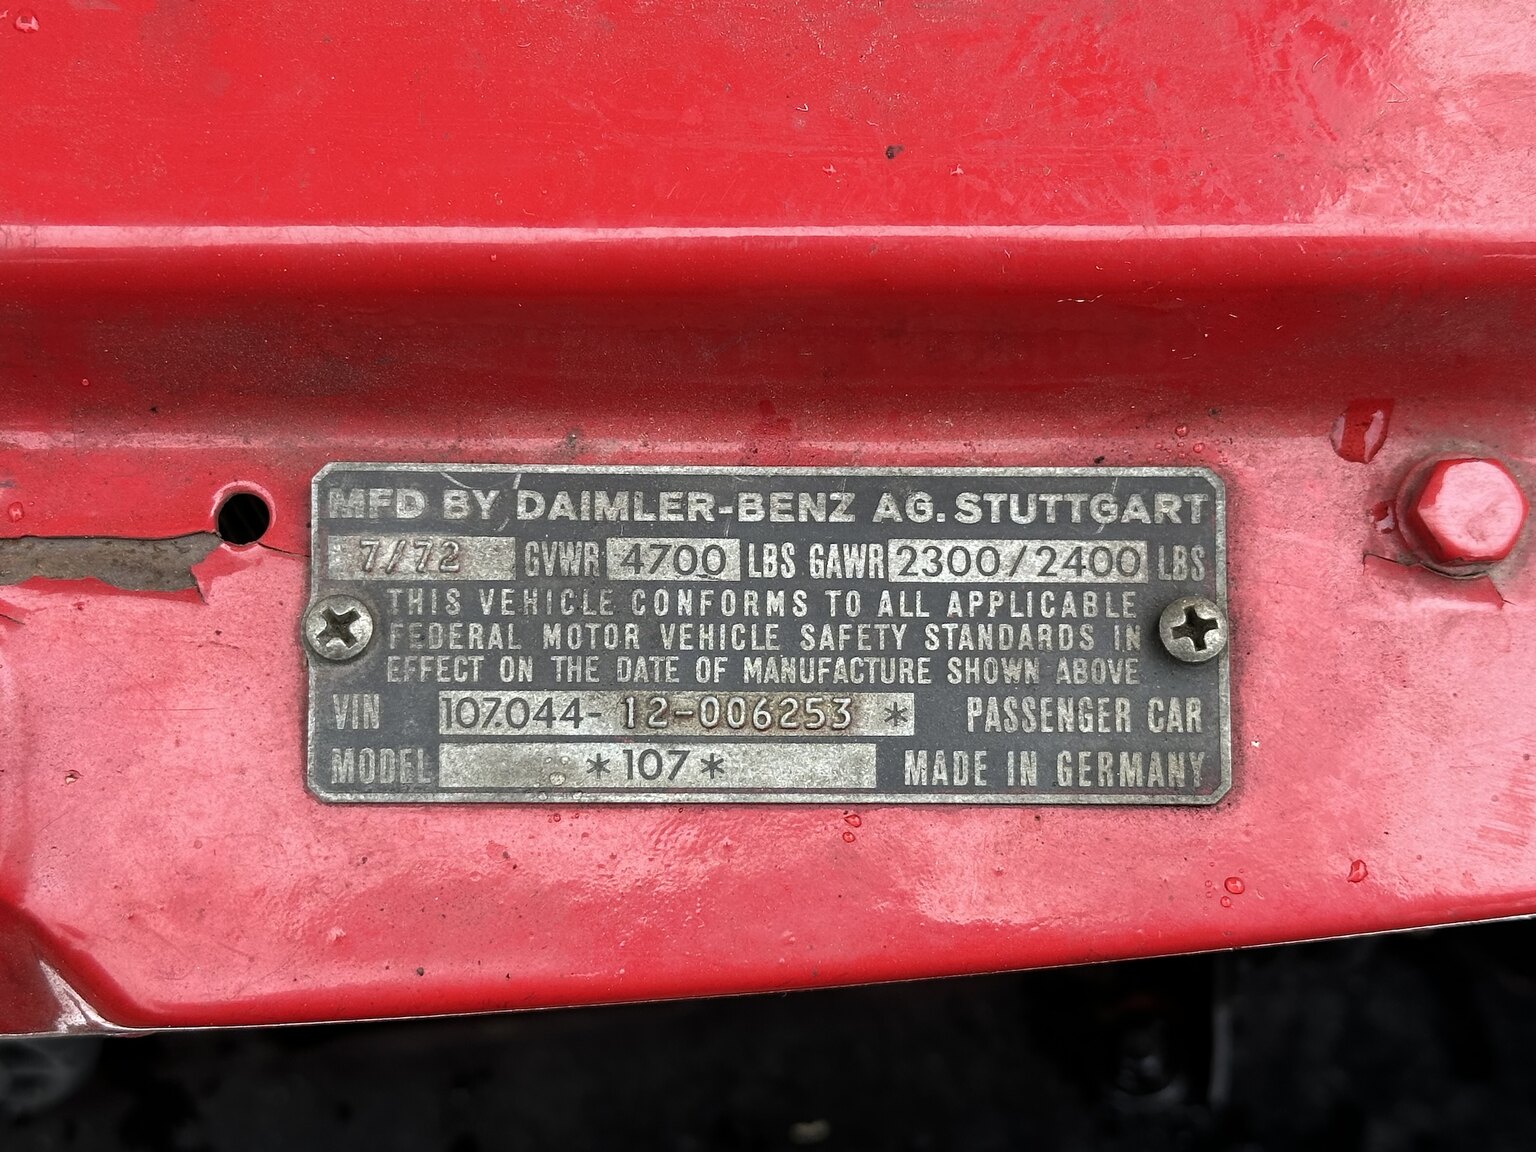 MFD BY DAIMLER-BENZ AG. STUTTGART
7/72 GVWR 4700 LBS GAWR 2300/2400 LBS
THIS VEHICLE CONFORMS TO ALL APPLICABLE
FEDERAL MOTOR VEHICLE SAFETY STANDARDS IN
EFFECT ON THE DATE OF MANUFACTURE SHOWN ABOVE
VIN 107.044-12-006253 * PASSENGER CAR
MODEL *107* MADE IN GERMANY